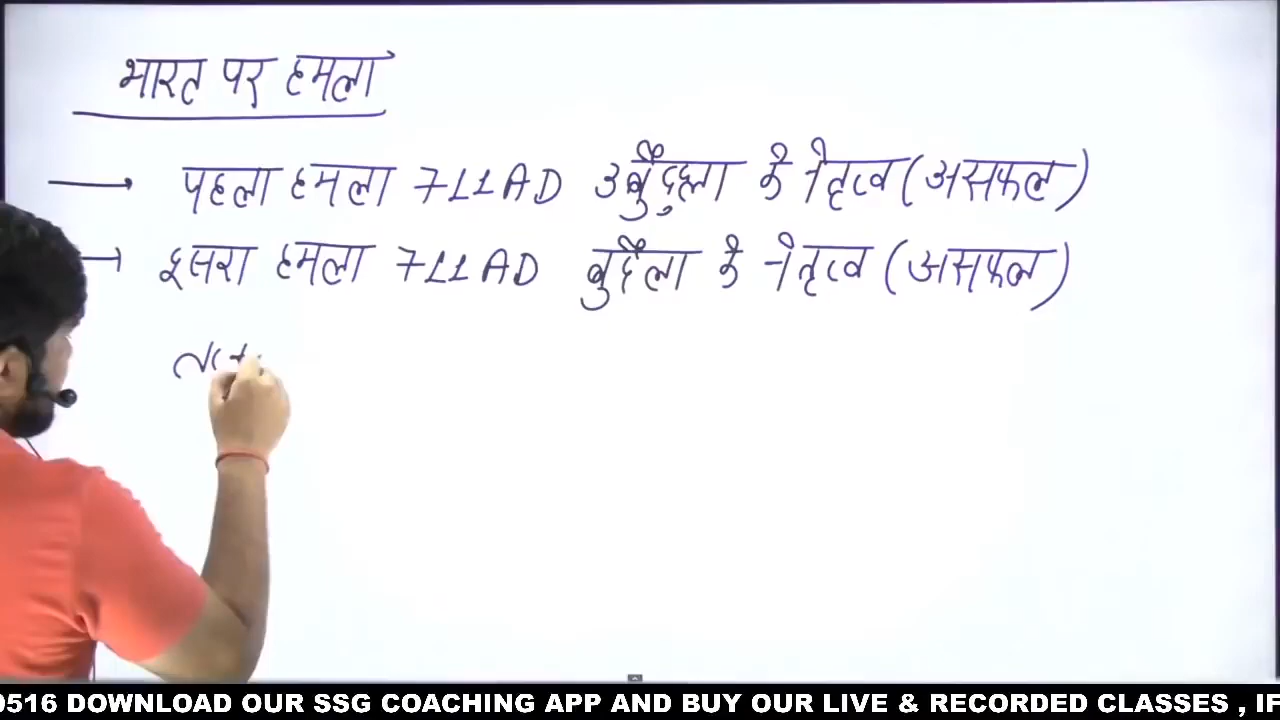 भारत पर हमला
→ पहला हमला 711AD उबैदुल्ला के नेतृत्व (असफल)
→ दूसरा हमला 711AD बुदैला के नेतृत्व (असफल)
0516 DOWNLOAD OUR SSG COACHING APP AND BUY OUR LIVE & RECORDED CLASSES , IF